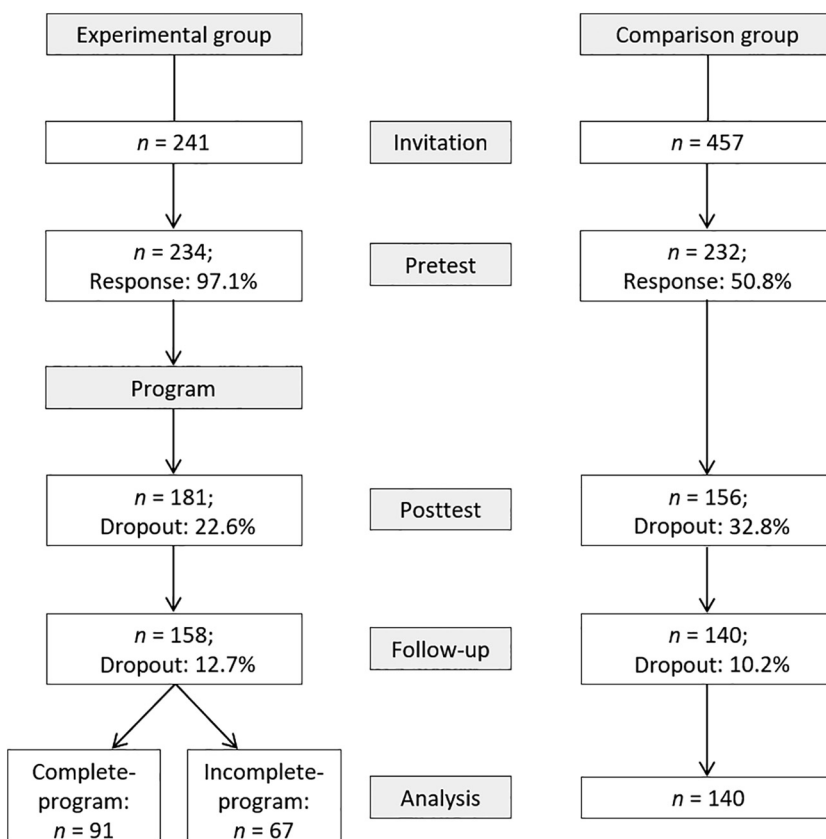 Experimental group
Comparison group
n = 241
Invitation
n = 457
n = 234;
Response: 97.1%
Pretest
n = 232;
Response: 50.8%
Program
n = 181;
Dropout: 22.6%
Posttest
n = 156;
Dropout: 32.8%
n = 158;
Dropout: 12.7%
Follow-up
n = 140;
Dropout: 10.2%
Complete-
program:
n = 91
Incomplete-
program:
n = 67
Analysis
n = 140